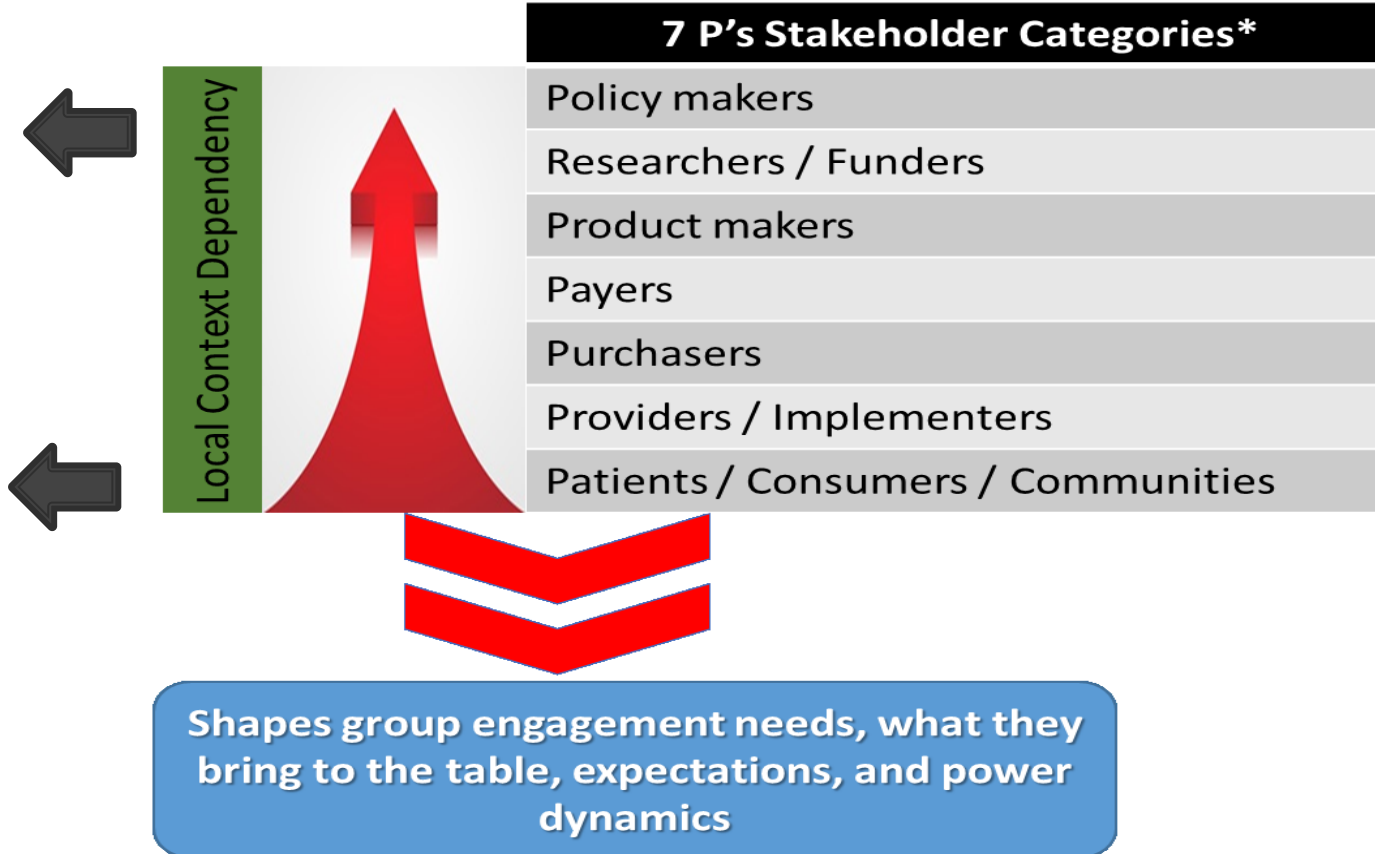 7 P’s Stakeholder Categories*
Local Context Dependency
Policy makers
Researchers / Funders
Product makers
Payers
Purchasers
Providers / Implementers
Patients / Consumers / Communities
Shapes group engagement needs, what they
bring to the table, expectations, and power
dynamics